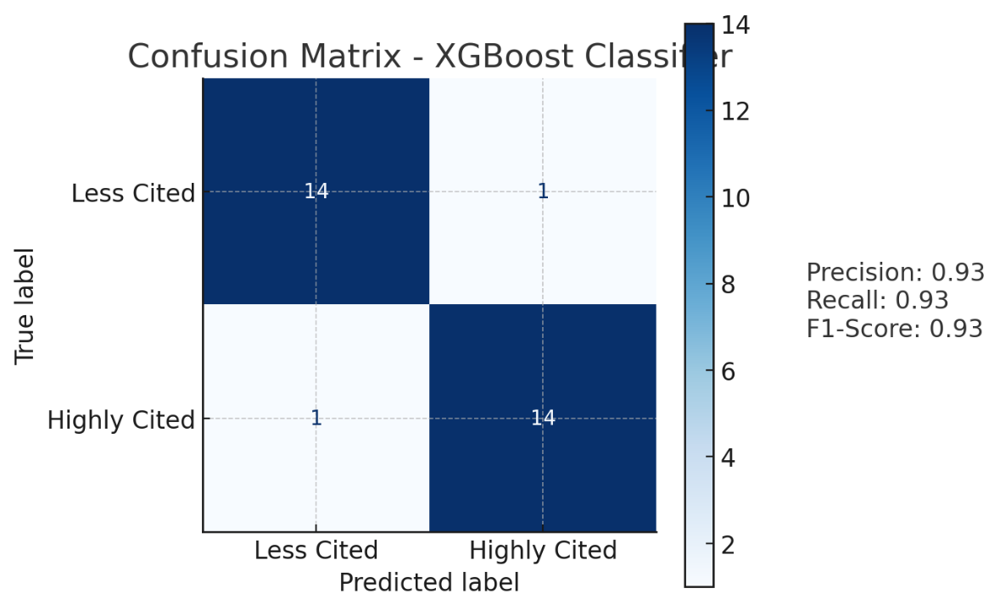 Confusion Matrix - XGBoost Classifier
14
12
10
8
6
4
2
True label
Less Cited
14
1
Highly Cited
1
14
Less Cited
Highly Cited
Predicted label
Precision: 0.93
Recall: 0.93
F1-Score: 0.93